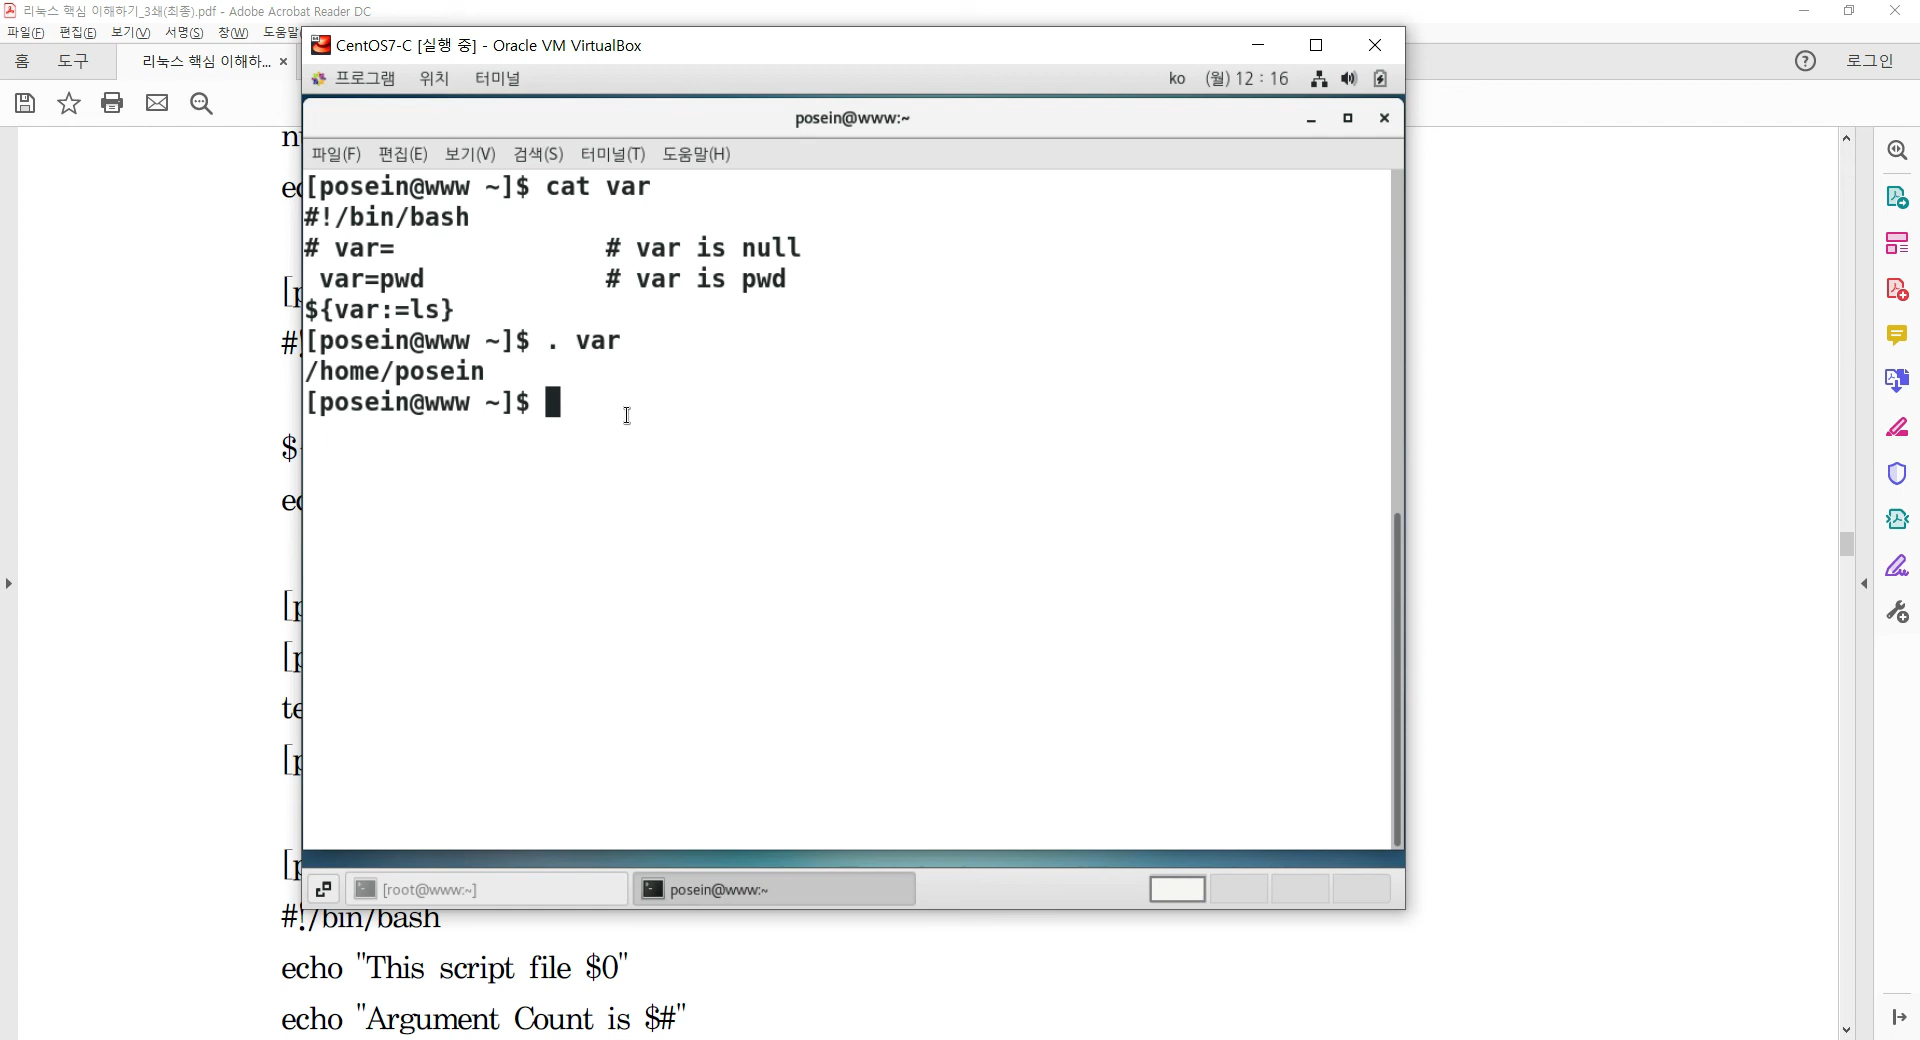 리눅스 핵심 이해하기_3쇄(최종).pdf - Adobe Acrobat Reader DC
파일(F) 편집(E) 보기(V) 서명(S) 창(W) 도움말
홈 도구 리눅스 핵심 이해하... × 로그인
CentOS7-C [실행 중] - Oracle VM VirtualBox
프로그램 위치 터미널 ko (월) 12 : 16
posein@www:~
파일(F) 편집(E) 보기(V) 검색(S) 터미널(T) 도움말(H)
[posein@www ~]$ cat var
#!/bin/bash
# var= # var is null
var=pwd # var is pwd
${var:=ls}
[posein@www ~]$ . var
/home/posein
[posein@www ~]$
[root@www:~] posein@www:~
#!/bin/bash
echo "This script file $0"
echo "Argument Count is $#"